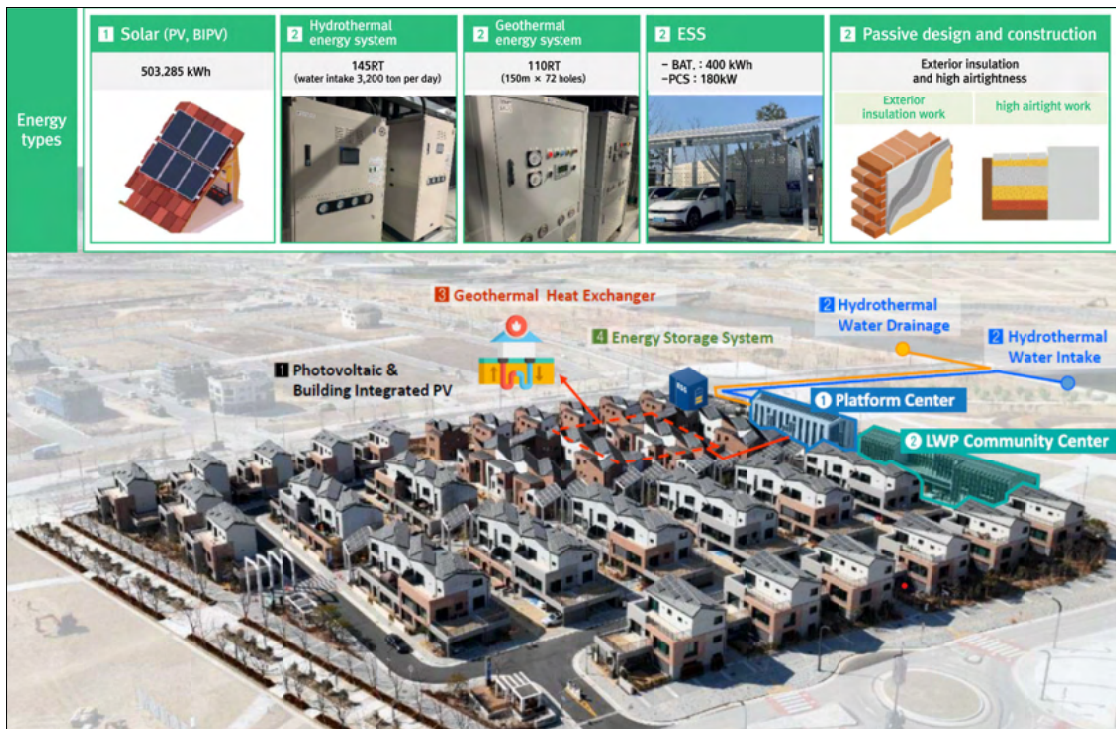 Energy types
1 Solar (PV, BIPV)
503.285 kWh
2 Hydrothermal
energy system
145RT
(water intake 3,200 ton per day)
2 Geothermal
energy system
110RT
(150m × 72 holes)
2 ESS
– BAT. : 400 kWh
–PCS : 180kW
2 Passive design and construction
Exterior insulation
and high airtightness
Exterior
insulation work
high airtight work
3 Geothermal Heat Exchanger
2 Hydrothermal
Water Drainage
4 Energy Storage System
2 Hydrothermal
Water Intake
1 Photovoltaic &
Building Integrated PV
ESS
1 Platform Center
2 LWP Community Center